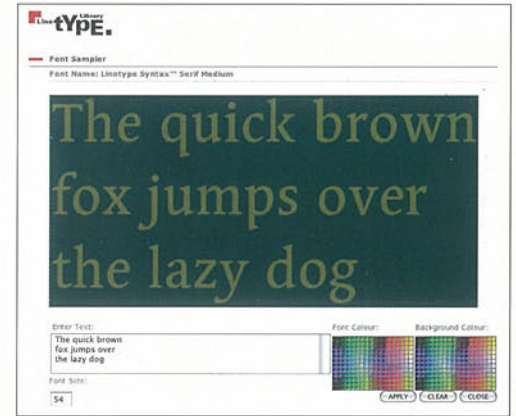 Linotype Library
Font Sampler
Font Name: Linotype Syntax™ Serif Medium
The quick brown
fox jumps over
the lazy dog
Enter Text:
The quick brown
fox jumps over
the lazy dog
Font Colour:
Background Colour:
Font Size:
54
APPLY
CLEAR
CLOSE